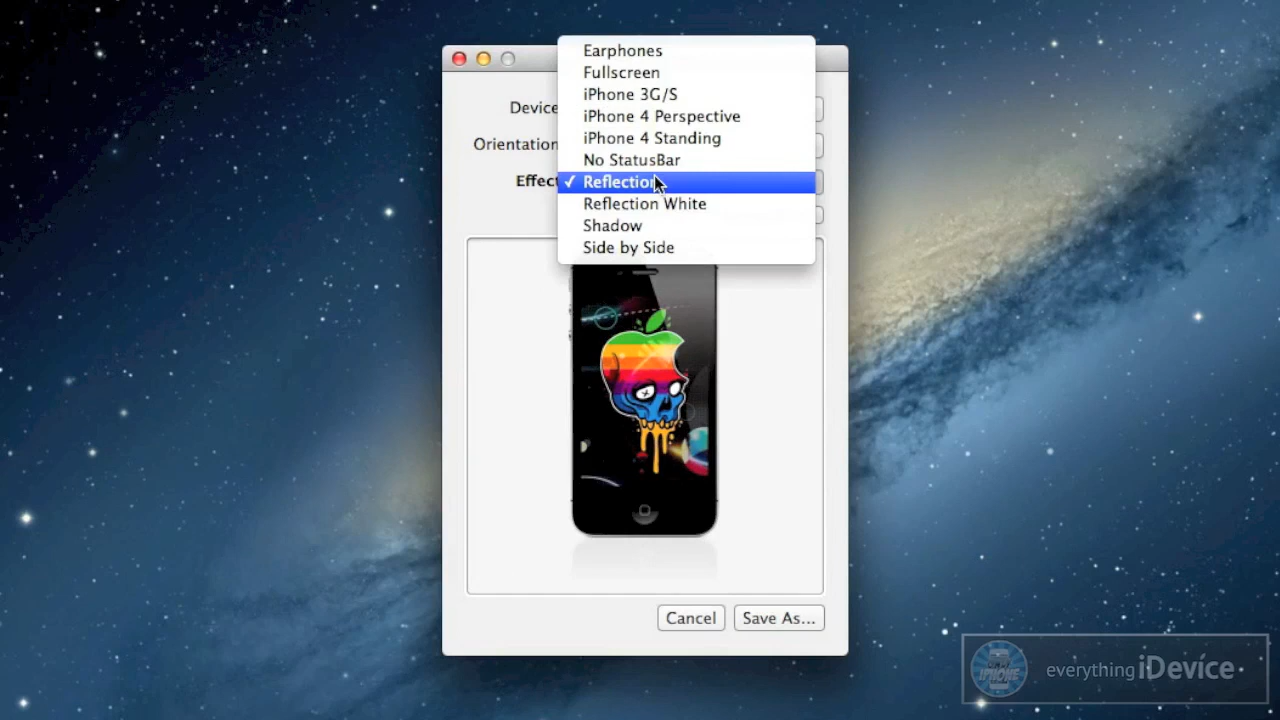 Earphones
Fullscreen
iPhone 3G/S
iPhone 4 Perspective
iPhone 4 Standing
No StatusBar
✓ Reflection
Reflection White
Shadow
Side by Side
Device
Orientation
Effect
Cancel
Save As...
IPHONE
everything iDevice